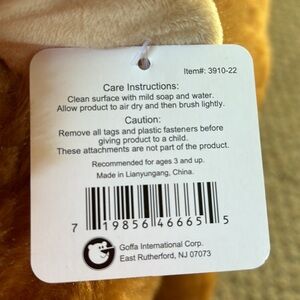 Item#: 3910-22
Care Instructions:
Clean surface with mild soap and water.
Allow product to air dry and then brush lightly.
Caution:
Remove all tags and plastic fasteners before
giving product to a child.
These attachments are not part of the product.
Recommended for ages 3 and up.
Made in Lianyungang, China.
7 19856 46665 5
Goffa International Corp.
East Rutherford, NJ 07073